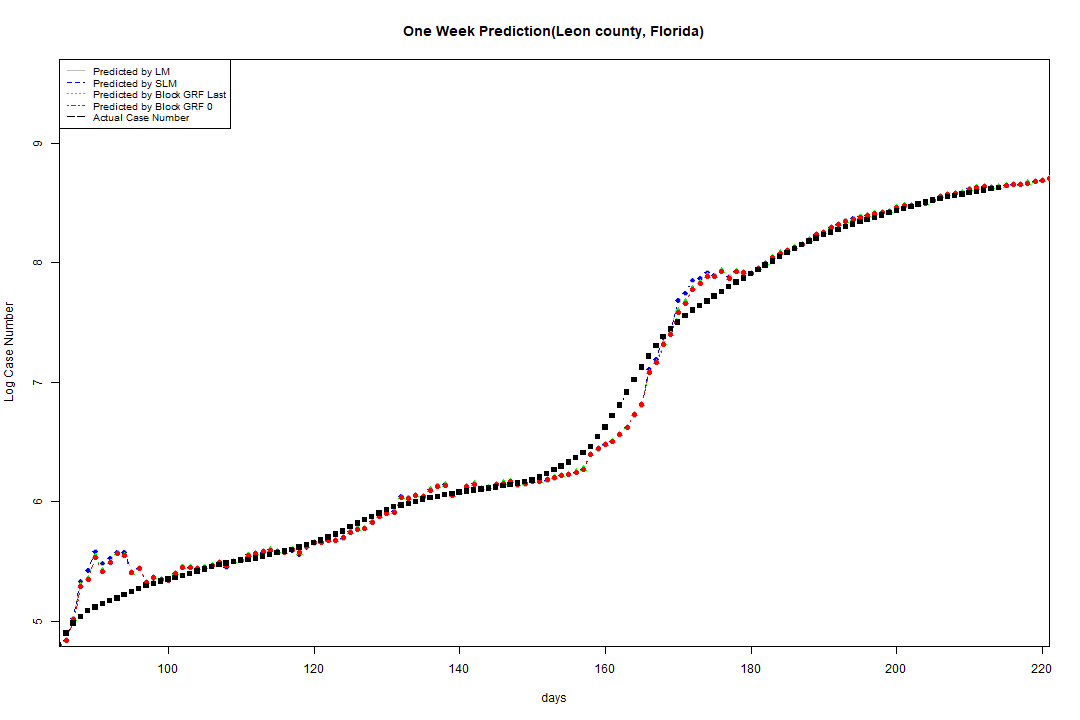 One Week Prediction(Leon county, Florida)
Predicted by LM
Predicted by SLM
Predicted by Block GRF Last
Predicted by Block GRF 0
Actual Case Number
9
8
7
6
5
Log Case Number
100 120 140 160 180 200 220
days